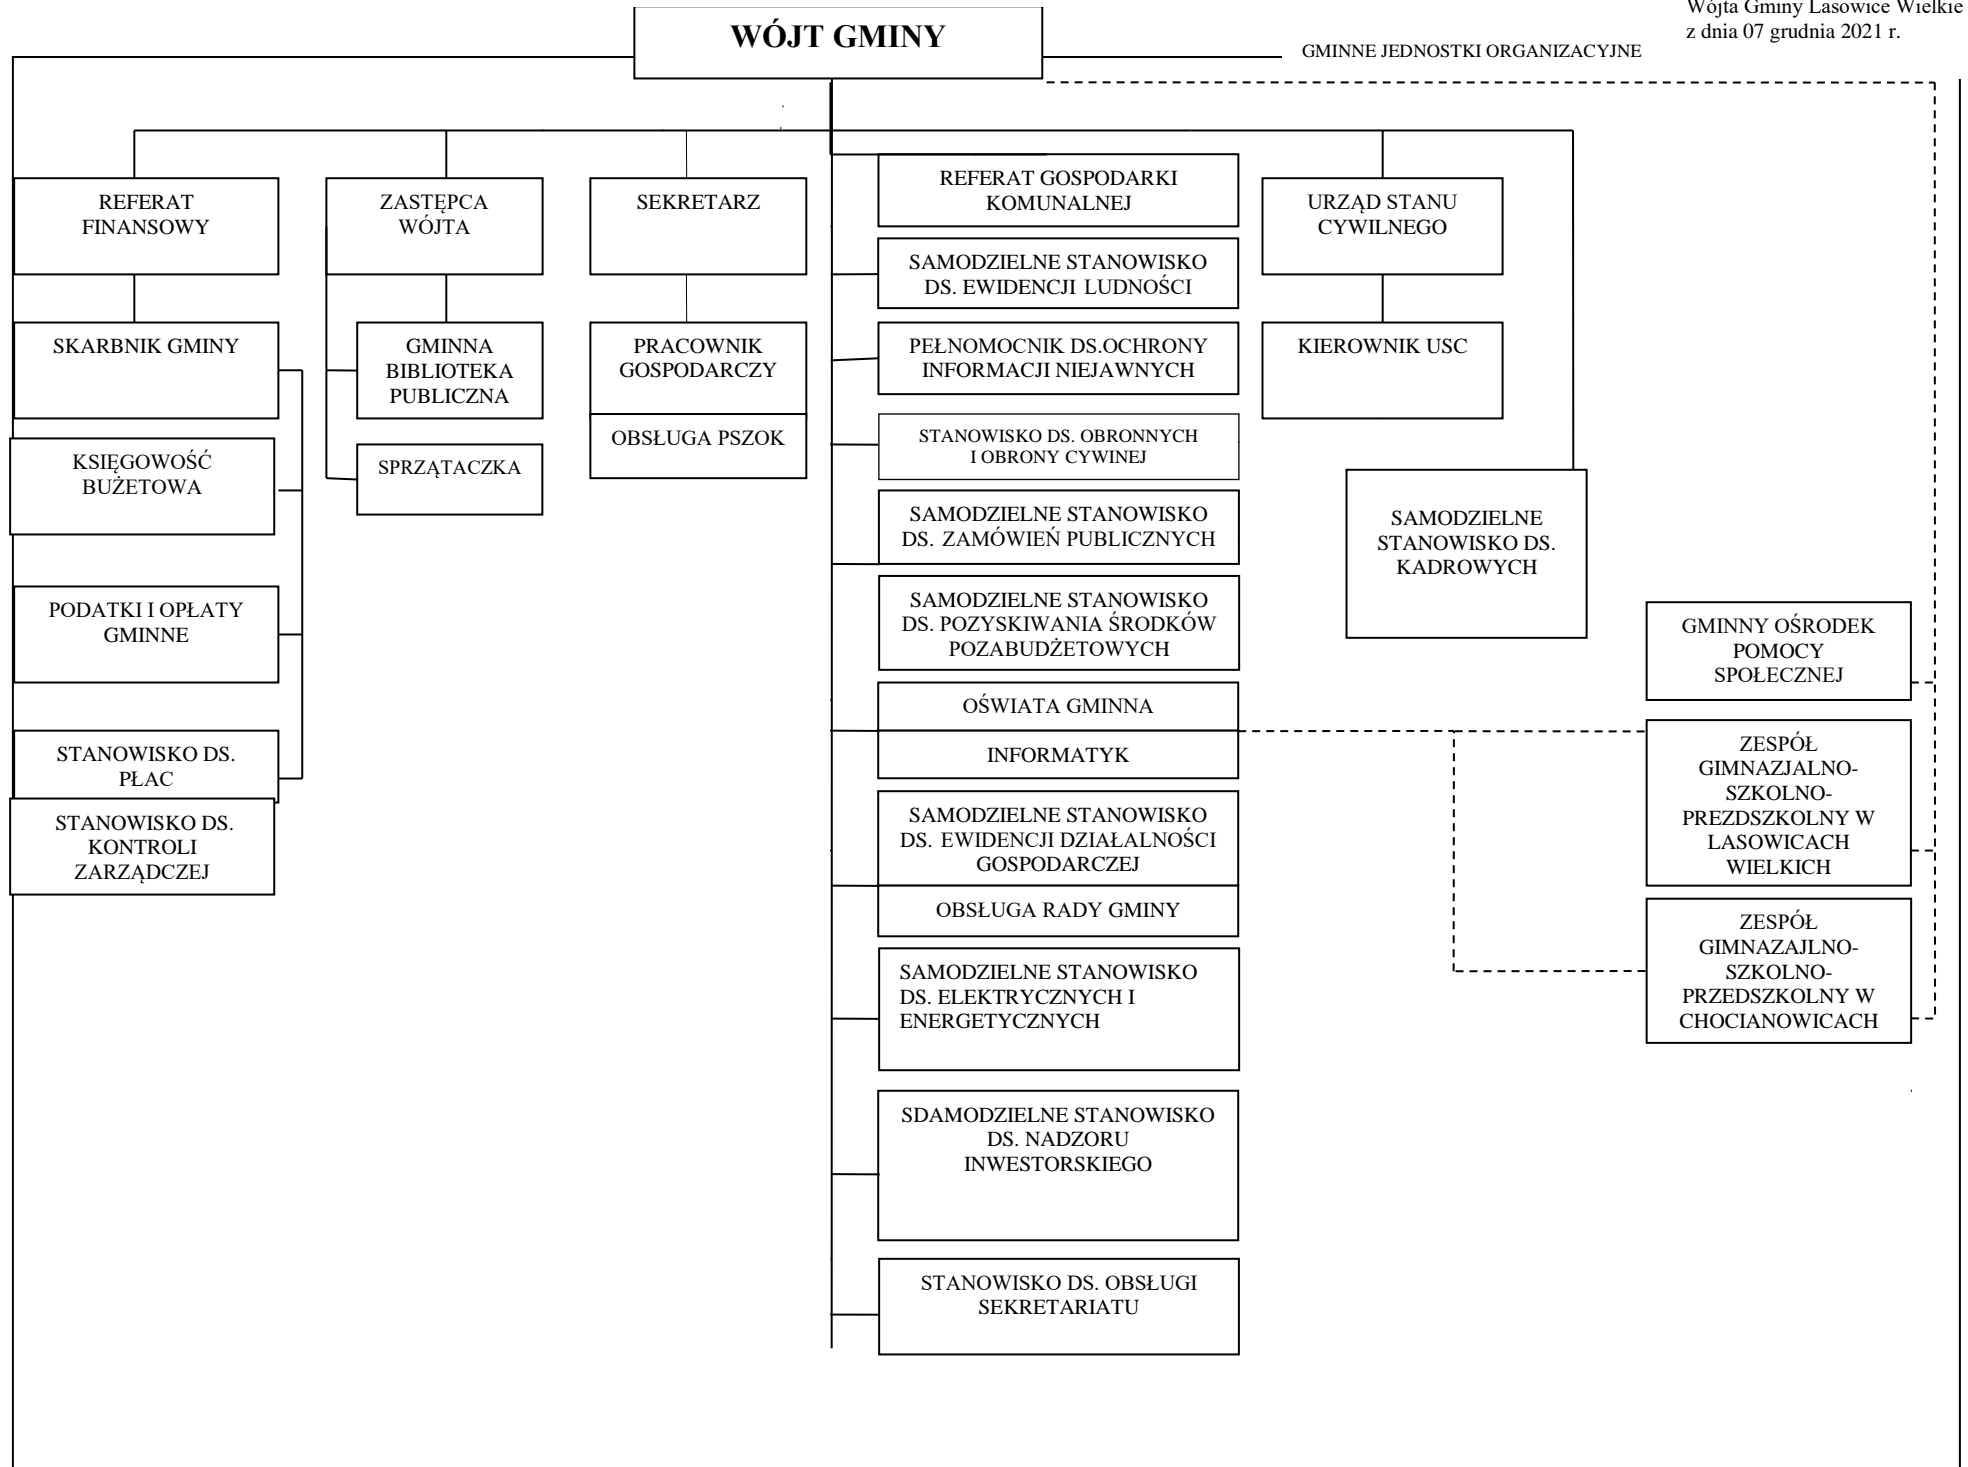 Wójta Gminy Lasowice Wielkie
z dnia 07 grudnia 2021 r.
WÓJT GMINY
GMINNE JEDNOSTKI ORGANIZACYJNE
REFERAT
FINANSOWY
SKARBNIK GMINY
KSIĘGOWOŚĆ
BUŻETOWA
PODATKI I OPŁATY
GMINNE
STANOWISKO DS.
PŁAC
STANOWISKO DS.
KONTROLI
ZARZĄDCZEJ
ZASTĘPCA
WÓJTA
GMINNA
BIBLIOTEKA
PUBLICZNA
SPRZĄTACZKA
SEKRETARZ
PRACOWNIK
GOSPODARCZY
OBSŁUGA PSZOK
REFERAT GOSPODARKI
KOMUNALNEJ
SAMODZIELNE STANOWISKO
DS. EWIDENCJI LUDNOŚCI
PEŁNOMOCNIK DS.OCHRONY
INFORMACJI NIEJAWNYCH
STANOWISKO DS. OBRONNYCH
I OBRONY CYWINEJ
SAMODZIELNE STANOWISKO
DS. ZAMÓWIEŃ PUBLICZNYCH
SAMODZIELNE STANOWISKO
DS. POZYSKIWANIA ŚRODKÓW
POZABUDŻETOWYCH
OŚWIATA GMINNA
INFORMATYK
SAMODZIELNE STANOWISKO
DS. EWIDENCJI DZIAŁALNOŚCI
GOSPODARCZEJ
OBSŁUGA RADY GMINY
SAMODZIELNE STANOWISKO
DS. ELEKTRYCZNYCH I
ENERGETYCZNYCH
SDAMODZIELNE STANOWISKO
DS. NADZORU
INWESTORSKIEGO
STANOWISKO DS. OBSŁUGI
SEKRETARIATU
URZĄD STANU
CYWILNEGO
KIEROWNIK USC
SAMODZIELNE
STANOWISKO DS.
KADROWYCH
GMINNY OŚRODEK
POMOCY
SPOŁECZNEJ
ZESPÓŁ
GIMNAZJALNO-
SZKOLNO-
PREZDSZKOLNY W
LASOWICACH
WIELKICH
ZESPÓŁ
GIMNAZAJLNO-
SZKOLNO-
PRZEDSZKOLNY W
CHOCIANOWICACH